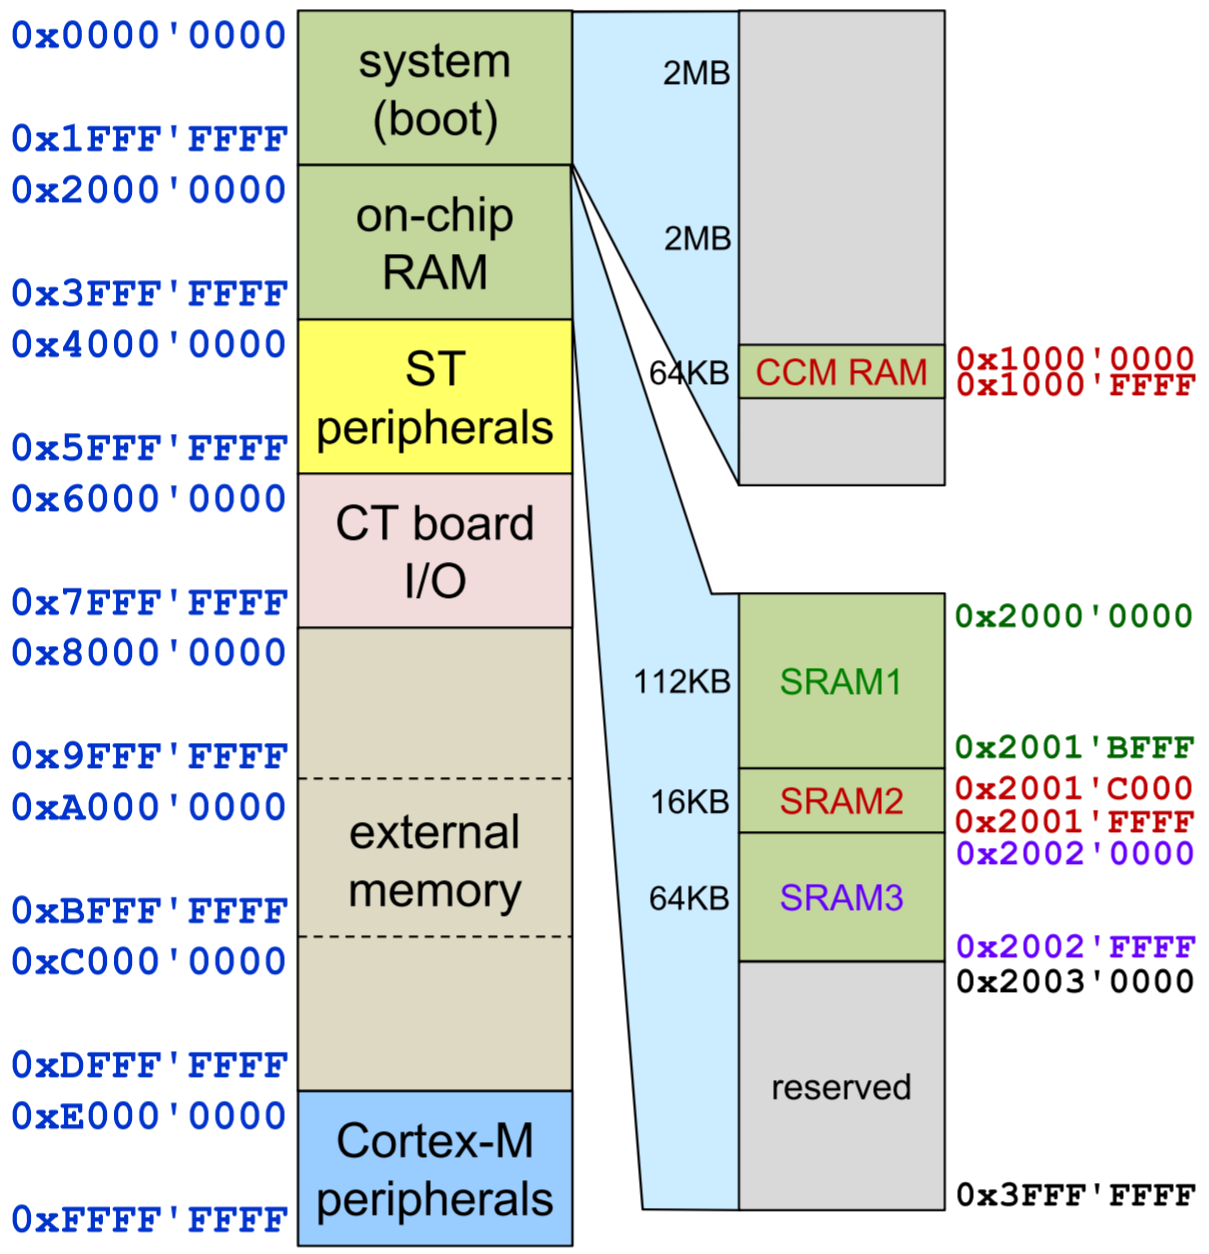 0x0000'0000
system
(boot)
0x1FFF'FFFF
0x2000'0000
on-chip
RAM
0x3FFF'FFFF
0x4000'0000
ST
peripherals
0x5FFF'FFFF
0x6000'0000
CT board
I/O
0x7FFF'FFFF
0x8000'0000
0x9FFF'FFFF
0xA000'0000
external
memory
0xBFFF'FFFF
0xC000'0000
0xDFFF'FFFF
0xE000'0000
Cortex-M
peripherals
0xFFFF'FFFF
2MB
2MB
64KB
CCM RAM
0x1000'0000
0x1000'FFFF
0x2000'0000
112KB
SRAM1
0x2001'BFFF
16KB
SRAM2
0x2001'C000
0x2001'FFFF
0x2002'0000
64KB
SRAM3
0x2002'FFFF
0x2003'0000
reserved
0x3FFF'FFFF